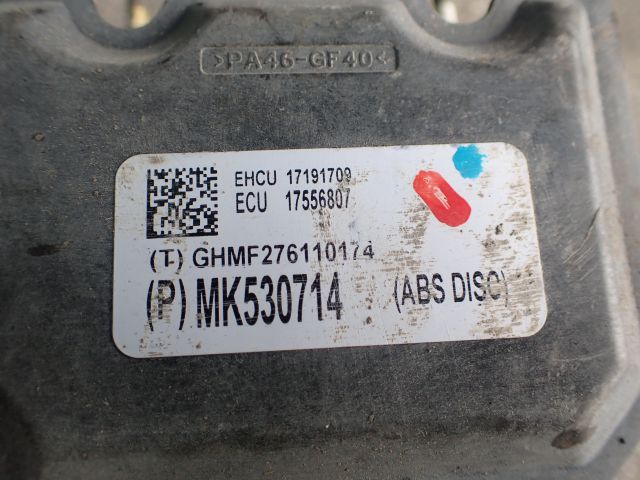 >PA46-GF40<
EHCU 17191709
ECU 17556807
(T) GHMF276110174
(P) MK530714 (ABS DISC)